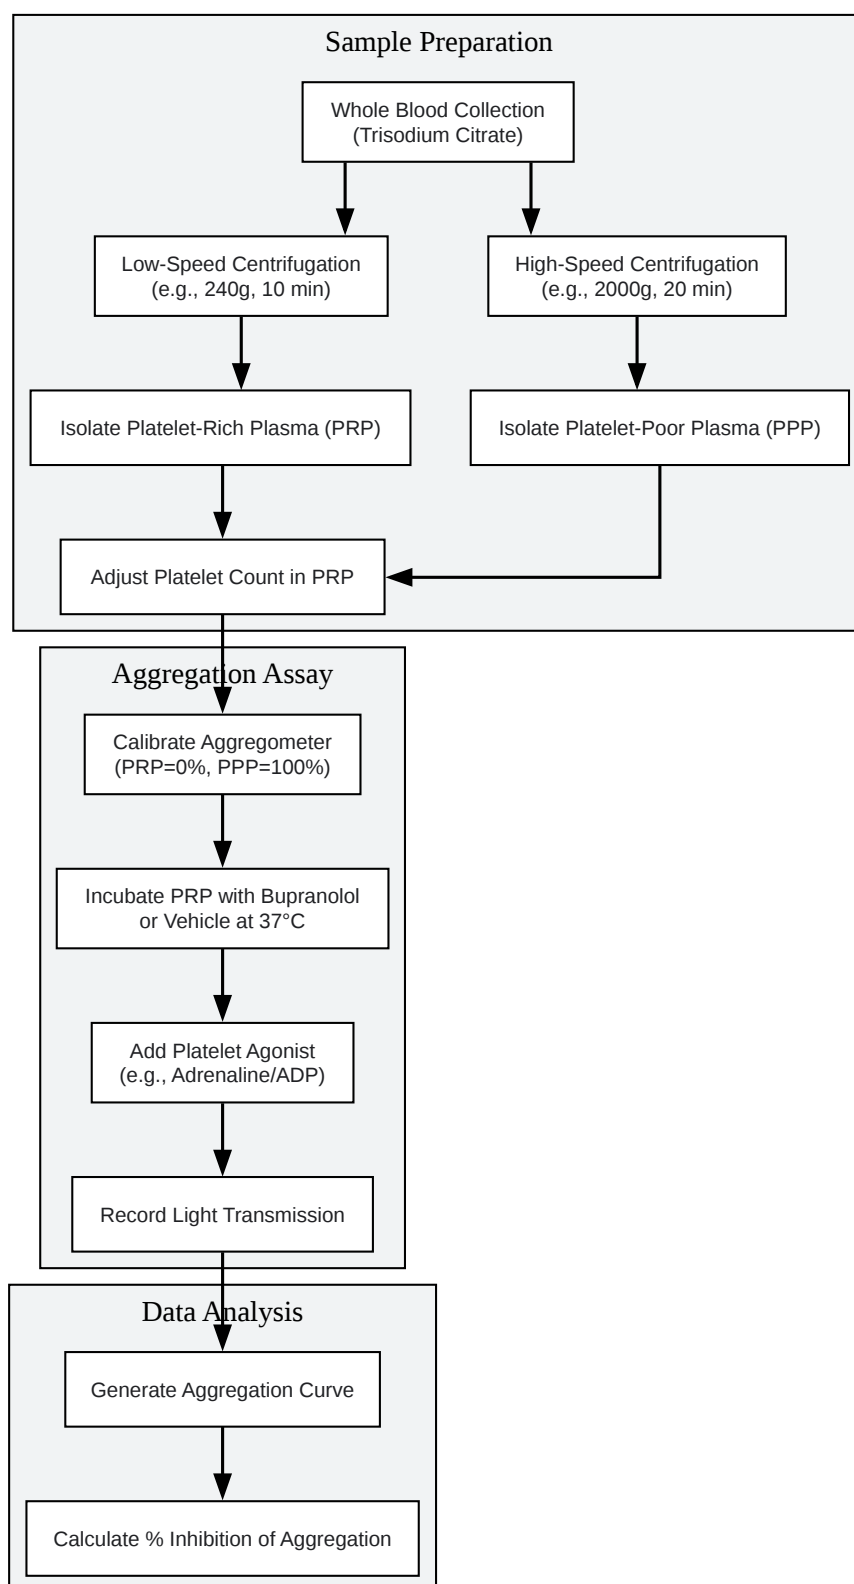 Sample Preparation
Whole Blood Collection
(Trisodium Citrate)
Low-Speed Centrifugation
(e.g., 240g, 10 min)
High-Speed Centrifugation
(e.g., 2000g, 20 min)
Isolate Platelet-Rich Plasma (PRP)
Isolate Platelet-Poor Plasma (PPP)
Adjust Platelet Count in PRP
Aggregation Assay
Calibrate Aggregometer
(PRP=0%, PPP=100%)
Incubate PRP with Bupranolol
or Vehicle at 37°C
Add Platelet Agonist
(e.g., Adrenaline/ADP)
Record Light Transmission
Data Analysis
Generate Aggregation Curve
Calculate % Inhibition of Aggregation